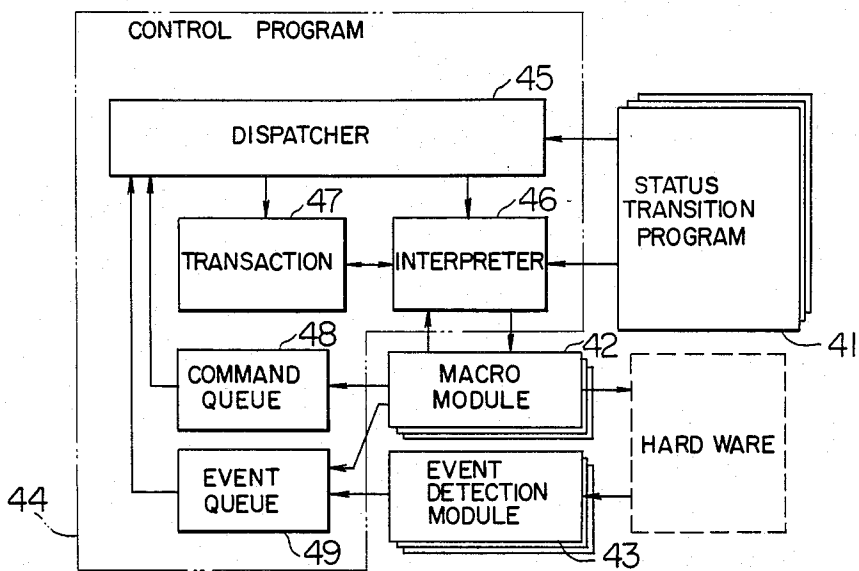 CONTROL PROGRAM
45
DISPATCHER
47
46
TRANSACTION
INTERPRETER
STATUS
TRANSITION
PROGRAM
41
48
42
COMMAND
QUEUE
MACRO
MODULE
HARD WARE
EVENT
QUEUE
EVENT
DETECTION
MODULE
44
49
43